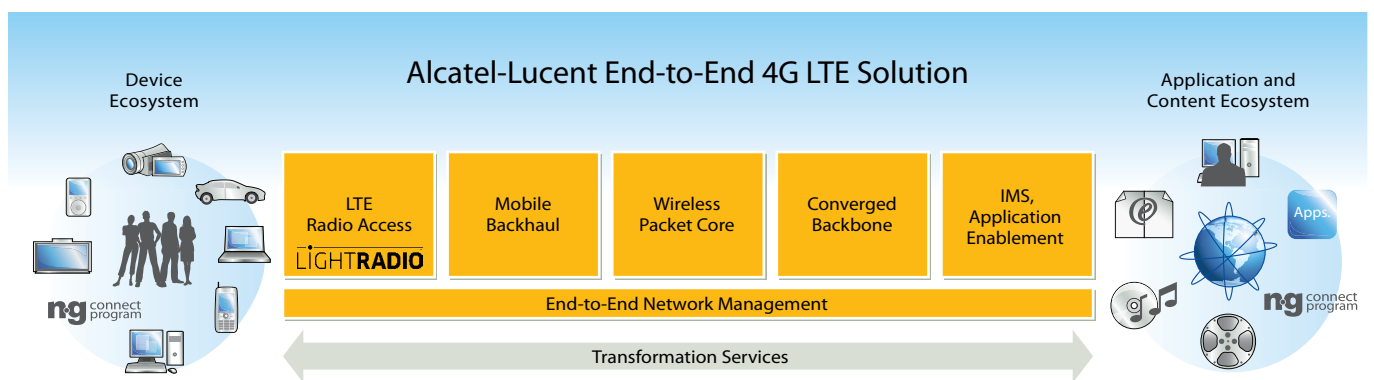 Alcatel-Lucent End-to-End 4G LTE Solution
Device
Ecosystem
n·g connect
program
LTE
Radio Access
LIGHTRADIO
Mobile
Backhaul
Wireless
Packet Core
Converged
Backbone
IMS,
Application
Enablement
End-to-End Network Management
Transformation Services
Application and
Content Ecosystem
Apps.
e
n·g connect
program